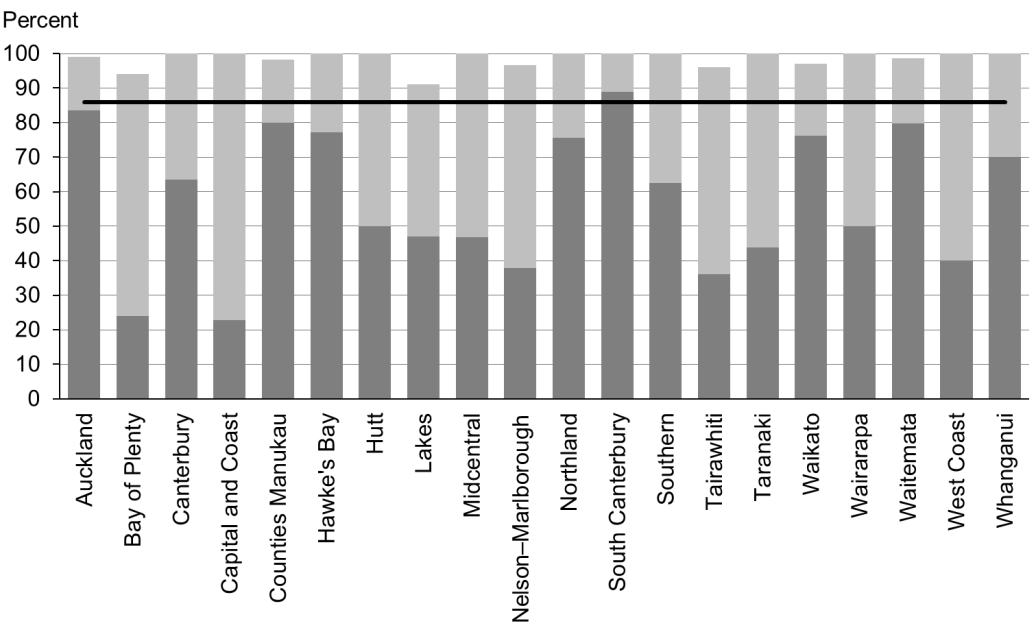 Percent
100
90
80
70
60
50
40
30
20
10
0
Auckland
Bay of Plenty
Canterbury
Capital and Coast
Counties Manukau
Hawke's Bay
Hutt
Lakes
Midcentral
Nelson–Marlborough
Northland
South Canterbury
Southern
Tairawhiti
Taranaki
Waikato
Wairarapa
Waitemata
West Coast
Whanganui